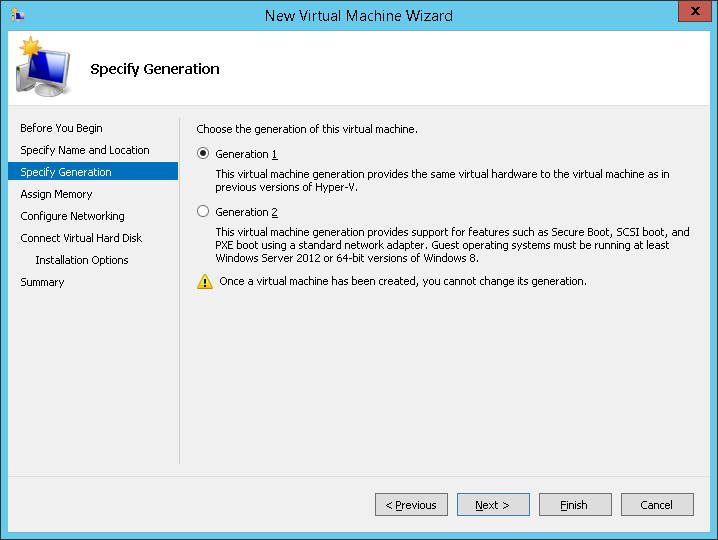 New Virtual Machine Wizard
x
Specify Generation
Before You Begin
Specify Name and Location
Specify Generation
Assign Memory
Configure Networking
Connect Virtual Hard Disk
Installation Options
Summary
Choose the generation of this virtual machine.
Generation 1
This virtual machine generation provides the same virtual hardware to the virtual machine as in
previous versions of Hyper-V.
Generation 2
This virtual machine generation provides support for features such as Secure Boot, SCSI boot, and
PXE boot using a standard network adapter. Guest operating systems must be running at least
Windows Server 2012 or 64-bit versions of Windows 8.
Once a virtual machine has been created, you cannot change its generation.
< Previous
Next >
Finish
Cancel